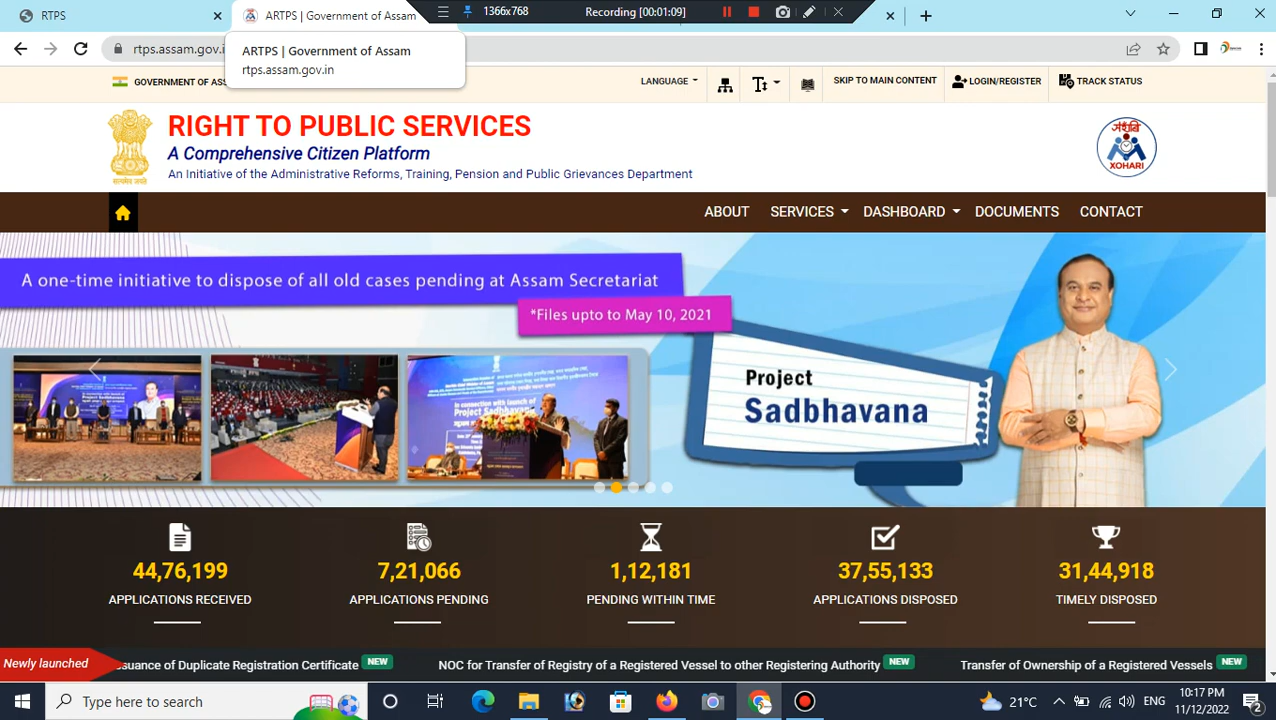 RTPS
ARTPS | Government of Assam
1366x768
Recording [00:01:09]
rtps.assam.gov.i
ARTPS | Government of Assam
rtps.assam.gov.in
GOVERNMENT OF ASS
LANGUAGE
SKIP TO MAIN CONTENT
LOGIN/REGISTER
TRACK STATUS
सत्यमेव जयते
RIGHT TO PUBLIC SERVICES
A Comprehensive Citizen Platform
An Initiative of the Administrative Reforms, Training, Pension and Public Grievances Department
XOHARI
ABOUT
SERVICES
DASHBOARD
DOCUMENTS
CONTACT
A one-time initiative to dispose of all old cases pending at Assam Secretariat
*Files upto to May 10, 2021
Project
Sadbhavana
44,76,199
APPLICATIONS RECEIVED
7,21,066
APPLICATIONS PENDING
1,12,181
PENDING WITHIN TIME
37,55,133
APPLICATIONS DISPOSED
31,44,918
TIMELY DISPOSED
Newly launched
ssuance of Duplicate Registration Certificate NEW
NOC for Transfer of Registry of a Registered Vessel to other Registering Authority NEW
Transfer of Ownership of a Registered Vessels NEW
Type here to search
21°C
ENG
10:17 PM
11/12/2022
2